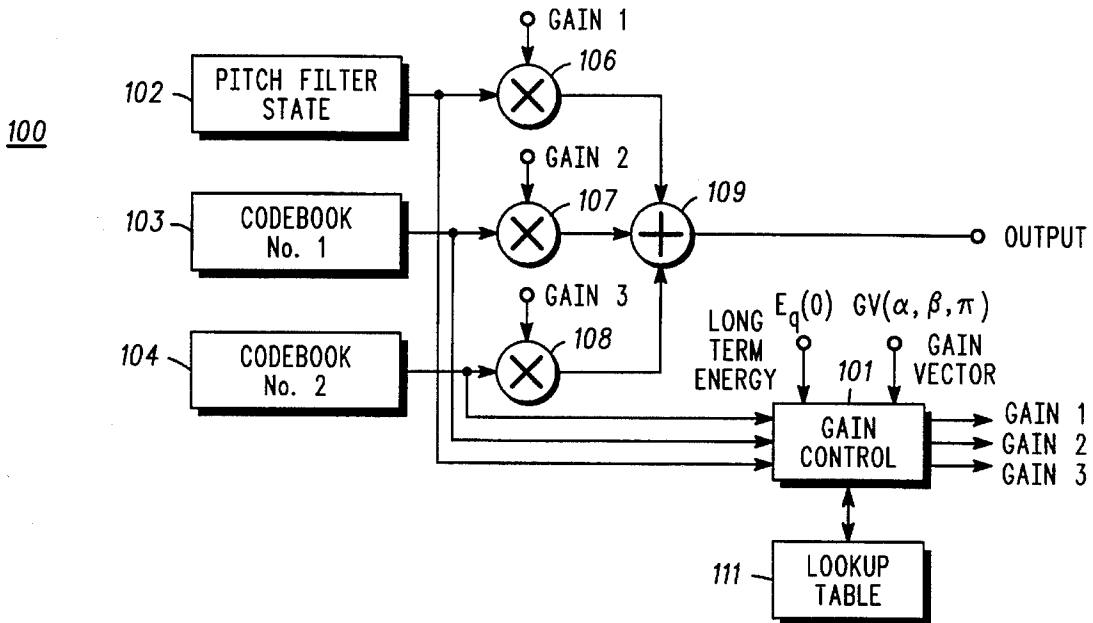 GAIN 1
106
102
PITCH FILTER
STATE
100
GAIN 2
107
109
103
CODEBOOK
No. 1
OUTPUT
GAIN 3
108
104
CODEBOOK
No. 2
LONG
TERM
ENERGY
Eq(0)
GV(α, β, π)
GAIN
VECTOR
101
GAIN
CONTROL
GAIN 1
GAIN 2
GAIN 3
111
LOOKUP
TABLE